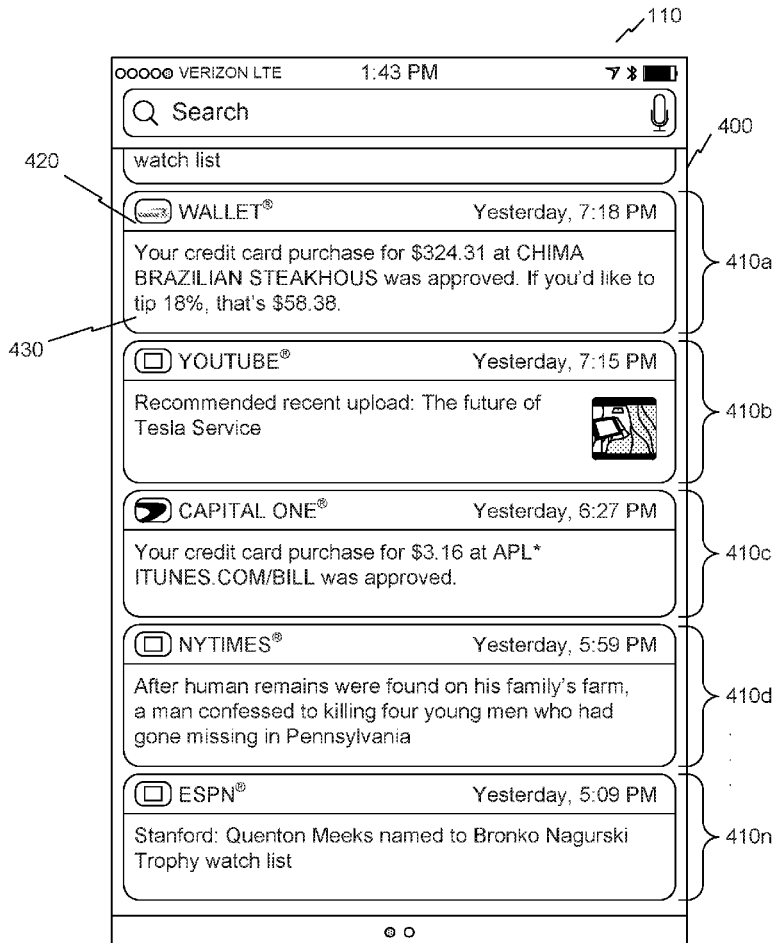 110
VERIZON LTE 1:43 PM
Search
400
watch list
420
WALLET® Yesterday, 7:18 PM
Your credit card purchase for $324.31 at CHIMA
BRAZILIAN STEAKHOUS was approved. If you'd like to
tip 18%, that's $58.38.
410a
430
YOUTUBE® Yesterday, 7:15 PM
Recommended recent upload: The future of
Tesla Service
410b
CAPITAL ONE® Yesterday, 6:27 PM
Your credit card purchase for $3.16 at APL*
ITUNES.COM/BILL was approved.
410c
NYTIMES® Yesterday, 5:59 PM
After human remains were found on his family's farm,
a man confessed to killing four young men who had
gone missing in Pennsylvania
410d
ESPN® Yesterday, 5:09 PM
Stanford: Quenton Meeks named to Bronko Nagurski
Trophy watch list
410n